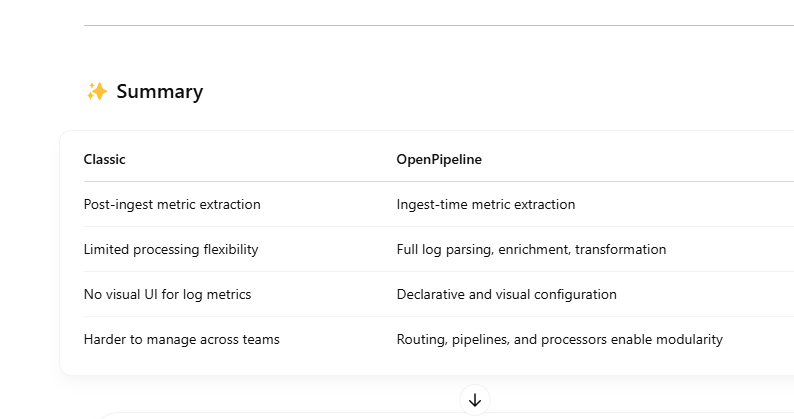 ✨ Summary
Classic OpenPipeline
Post-ingest metric extraction Ingest-time metric extraction
Limited processing flexibility Full log parsing, enrichment, transformation
No visual UI for log metrics Declarative and visual configuration
Harder to manage across teams Routing, pipelines, and processors enable modularity